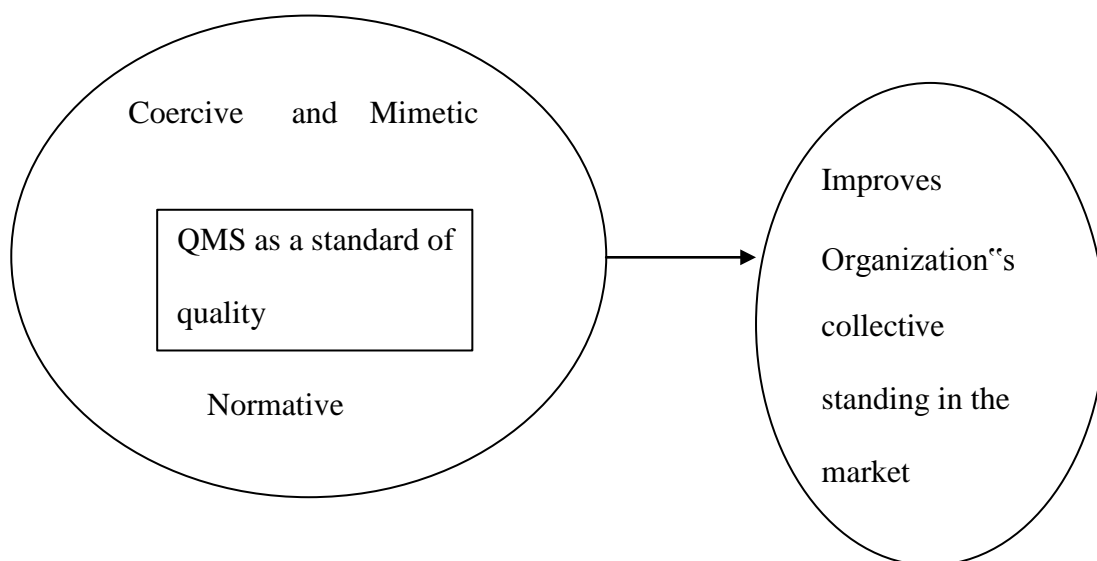 Coercive and Mimetic
QMS as a standard of
quality
Normative
Improves
Organization‟s
collective
standing in the
market